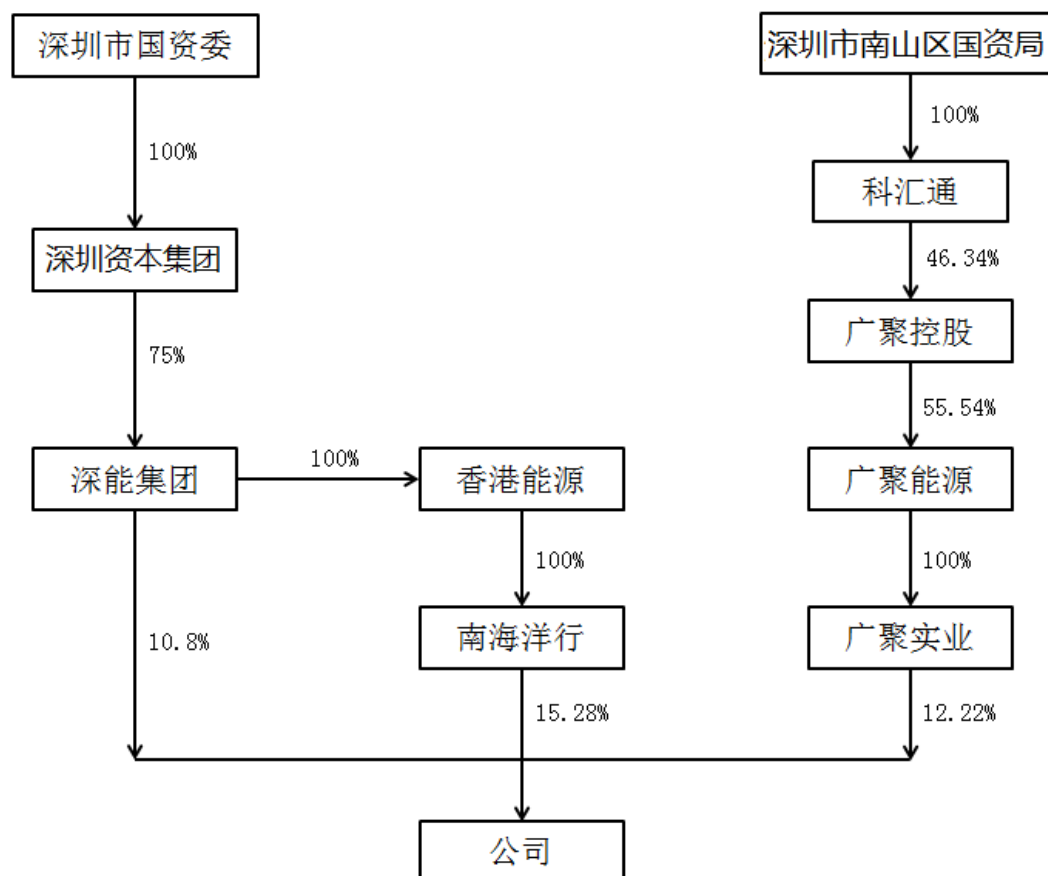 深圳市国资委
深圳市南山区国资局
100%
100%
科汇通
深圳资本集团
46.34%
广聚控股
75%
55.54%
深能集团
100%
香港能源
广聚能源
100%
100%
南海洋行
广聚实业
10.8%
15.28%
12.22%
公司